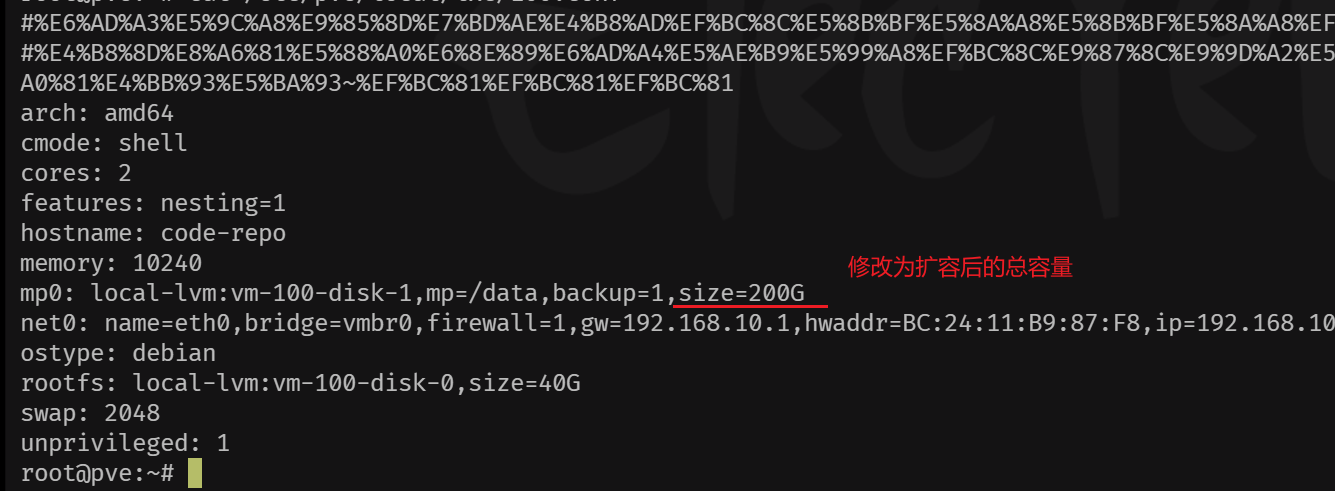 #%E6%AD%A3%E5%9C%A8%E9%85%8D%E7%BD%AE%E4%B8%AD%EF%BC%8C%E5%8B%BF%E5%8A%A8%E5%8B%BF%E5%8A%A8%EF
#%E4%B8%8D%E8%A6%81%E5%88%A0%E6%8E%89%E6%AD%A4%E5%AE%B9%E5%99%A8%EF%BC%8C%E9%87%8C%E9%9D%A2%E5
A0%81%E4%BB%93%E5%BA%93~%EF%BC%81%EF%BC%81%EF%BC%81
arch: amd64
cmode: shell
cores: 2
features: nesting=1
hostname: code-repo
修改为扩容后的总容量
memory: 10240
mp0: local-lvm:vm-100-disk-1,mp=/data,backup=1,size=200G
net0: name=eth0,bridge=vmbr0,firewall=1,gw=192.168.10.1,hwaddr=BC:24:11:B9:87:F8,ip=192.168.10
ostype: debian
rootfs: local-lvm:vm-100-disk-0,size=40G
swap: 2048
unprivileged: 1
root@pve:~#